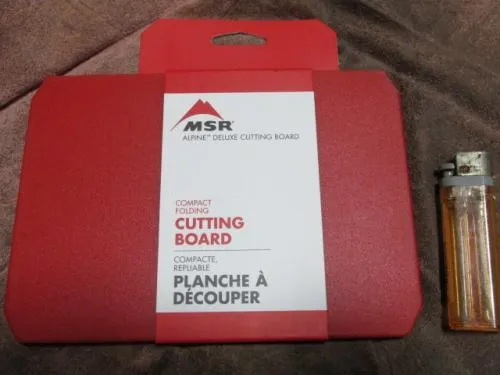 MSR®
ALPINE™ DELUXE CUTTING BOARD
COMPACT
FOLDING
CUTTING
BOARD
COMPACTE,
REPLIABLE
PLANCHE À
DÉCOUPER